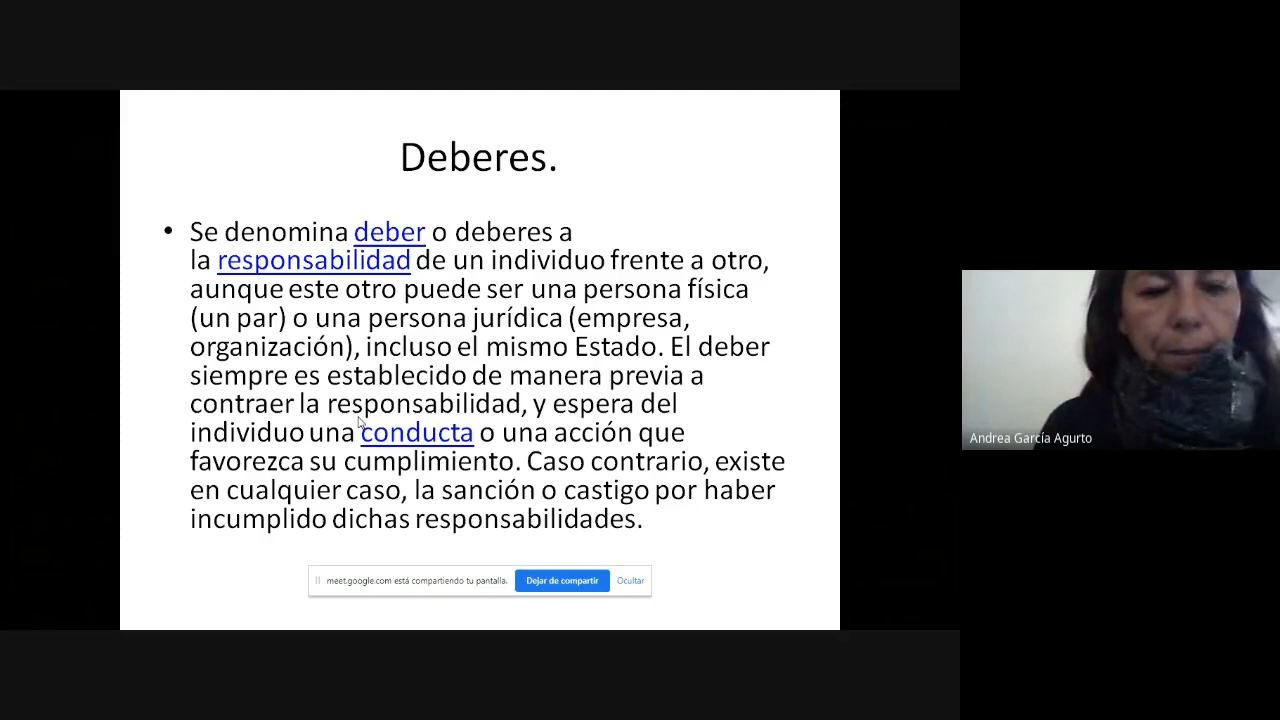 Deberes.
• Se denomina deber o deberes a
la responsabilidad de un individuo frente a otro,
aunque este otro puede ser una persona física
(un par) o una persona jurídica (empresa,
organización), incluso el mismo Estado. El deber
siempre es establecido de manera previa a
contraer la responsabilidad, y espera del
individuo una conducta o una acción que
favorezca su cumplimiento. Caso contrario, existe
en cualquier caso, la sanción o castigo por haber
incumplido dichas responsabilidades.
meet.google.com está compartiendo tu pantalla. Dejar de compartir Ocultar
Andrea García Agurto